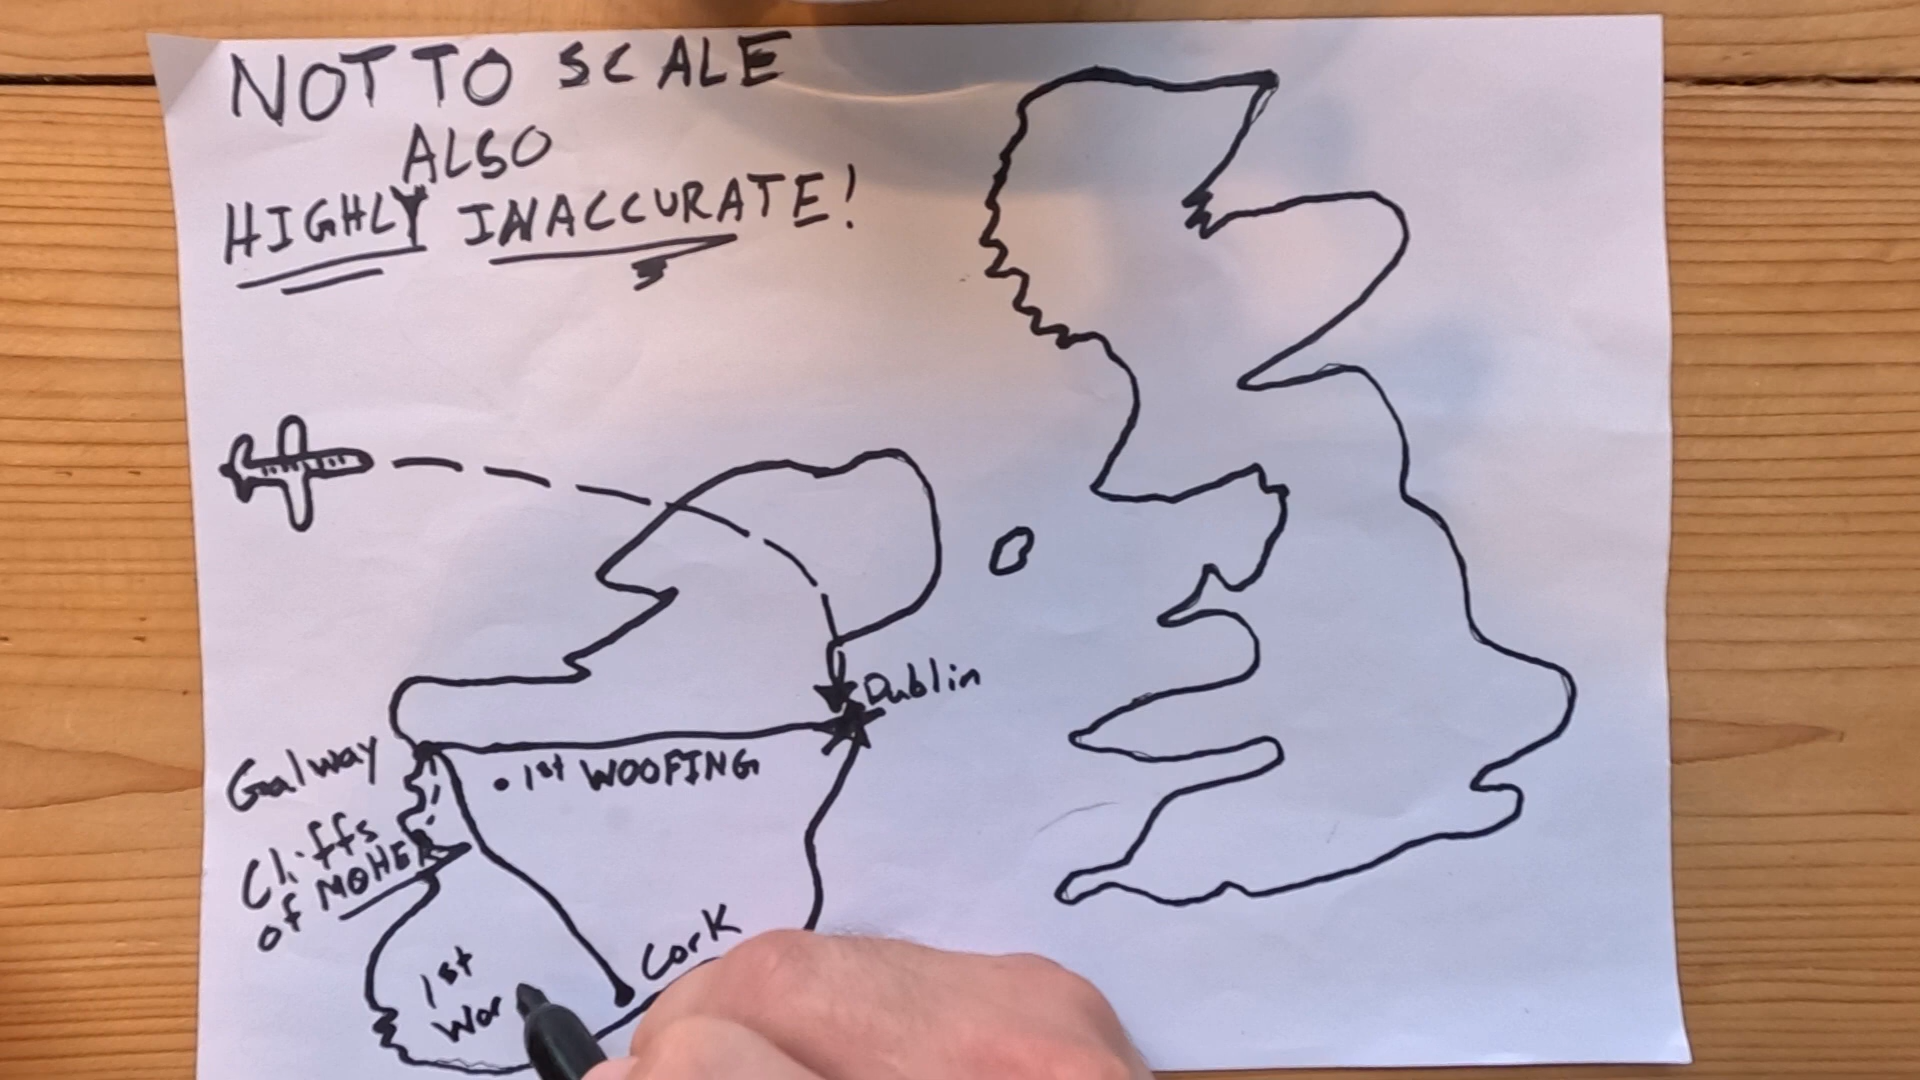 NOT TO SCALE
ALSO
HIGHLY INACCURATE!
Dublin
Galway
• 1st WOOFING
Cliffs
of MOHER
Cork
1st
Wor